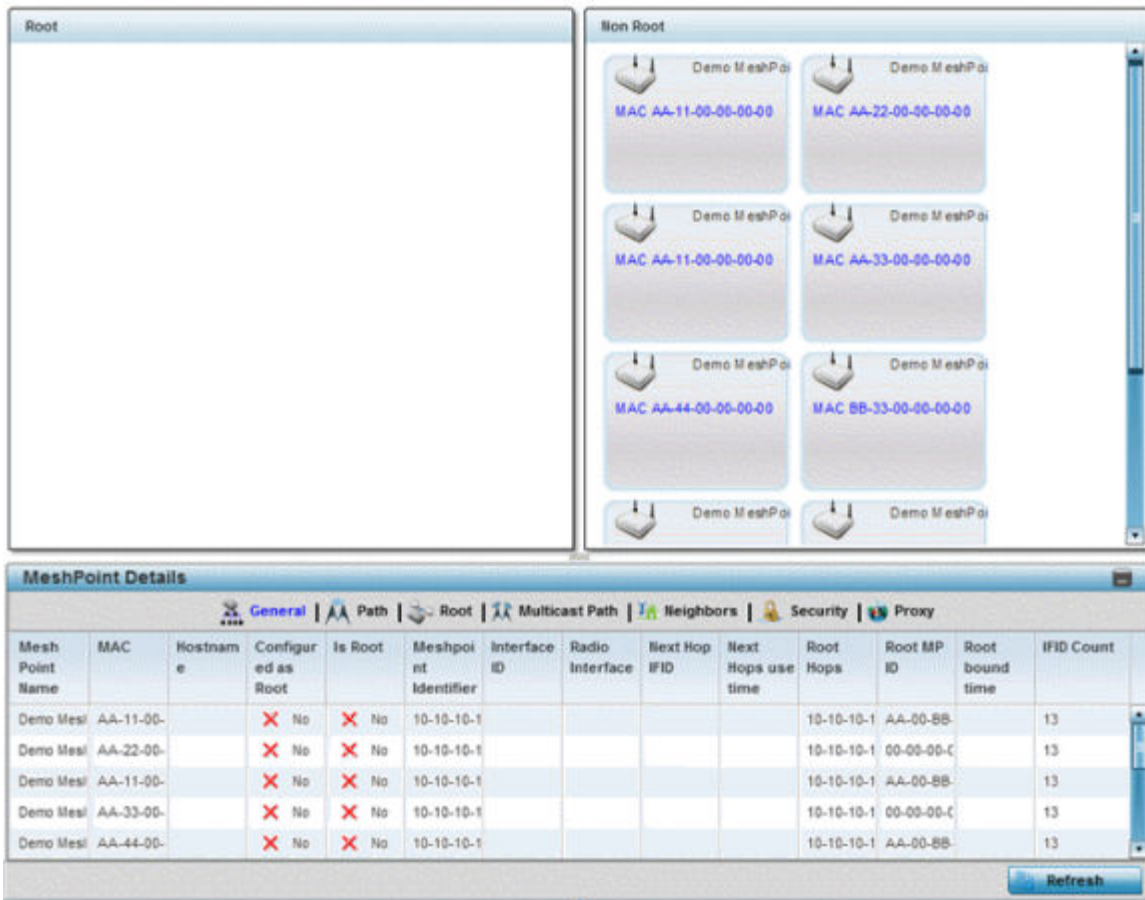 Root
Non Root
Demo MeshPoi
MAC AA-11-00-00-00-00
Demo MeshPoi
MAC AA-22-00-00-00-00
Demo MeshPoi
MAC AA-11-00-00-00-00
Demo MeshPoi
MAC AA-33-00-00-00-00
Demo MeshPoi
MAC AA-44-00-00-00-00
Demo MeshPoi
MAC BB-33-00-00-00-00
Demo MeshPoi
Demo MeshPoi
MeshPoint Details
General | Path | Root | Multicast Path | Neighbors | Security | Proxy
Mesh Point Name
MAC
Hostname
Configured as Root
Is Root
Meshpoint Identifier
Interface ID
Radio Interface
Next Hop IFID
Next Hops use time
Root Hops
Root MP ID
Root bound time
IFID Count
Demo Mesl AA-11-00- No No 10-10-10-1 10-10-10-1 AA-00-BB- 13
Demo Mesl AA-22-00- No No 10-10-10-1 10-10-10-1 00-00-00-C 13
Demo Mesl AA-11-00- No No 10-10-10-1 10-10-10-1 AA-00-BB- 13
Demo Mesl AA-33-00- No No 10-10-10-1 10-10-10-1 00-00-00-C 13
Demo Mesl AA-44-00- No No 10-10-10-1 10-10-10-1 AA-00-BB- 13
Refresh